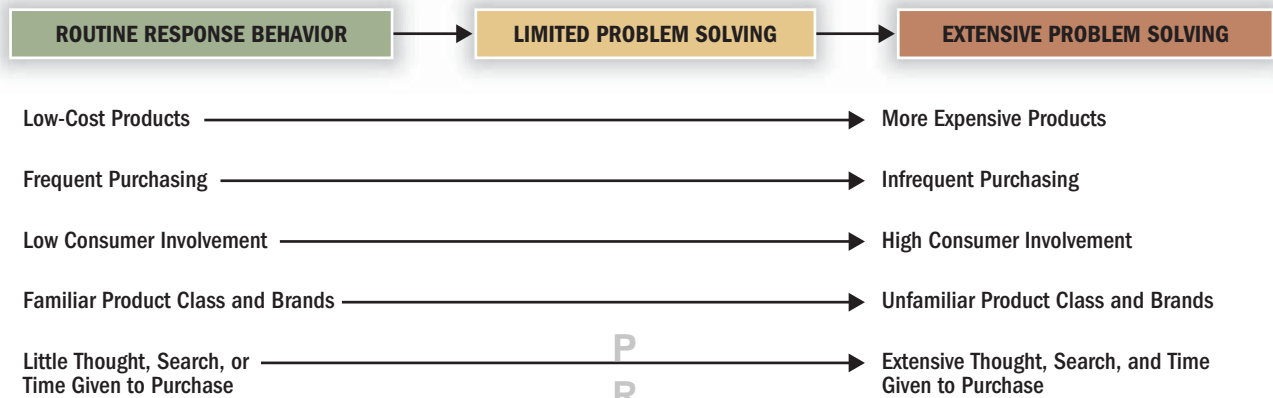 ROUTINE RESPONSE BEHAVIOR
LIMITED PROBLEM SOLVING
EXTENSIVE PROBLEM SOLVING
Low-Cost Products
More Expensive Products
Frequent Purchasing
Infrequent Purchasing
Low Consumer Involvement
High Consumer Involvement
Familiar Product Class and Brands
Unfamiliar Product Class and Brands
Little Thought, Search, or
Time Given to Purchase
Extensive Thought, Search, and Time
Given to Purchase
P
R